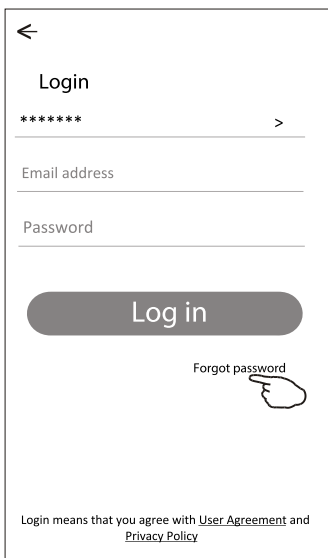 Login
******* >
Email address
Password
Log in
Forgot password
Login means that you agree with User Agreement and
Privacy Policy